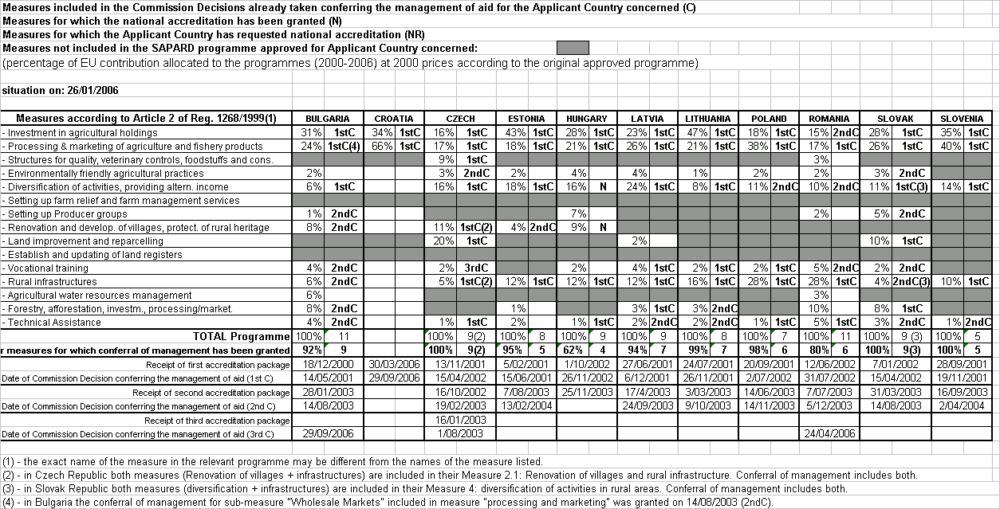 Measures included in the Commission Decisions already taken conferring the management of aid for the Applicant Country concerned (C)
Measures for which the national accreditation has been granted (N)
Measures for which the Applicant Country has requested national accreditation (NR)
Measures not included in the SAPARD programme approved for Applicant Country concerned:
(percentage of EU contribution allocated to the programmes (2000-2006) at 2000 prices according to the original approved programme)
situation on: 26/01/2006
Measures according to Article 2 of Reg. 1268/1999(1) BULGARIA CROATIA CZECH ESTONIA HUNGARY LATVIA LITHUANIA POLAND ROMANIA SLOVAK SLOVENIA
- Investment in agricultural holdings 31% 1stC 34% 1stC 16% 1stC 43% 1stC 28% 1stC 23% 1stC 47% 1stC 18% 1stC 15% 2ndC 28% 1stC 35% 1stC
- Processing & marketing of agriculture and fishery products 24% 1stC(4) 66% 1stC 17% 1stC 18% 1stC 21% 1stC 26% 1stC 21% 1stC 38% 1stC 17% 1stC 26% 1stC 40% 1stC
- Structures for quality, veterinary controls, foodstuffs and cons. 9% 1stC 3%
- Environmentally friendly agricultural practices 2% 3% 2ndC 2% 4% 4% 1% 2% 2% 3% 2ndC
- Diversification of activities, providing altern. income 6% 1stC 16% 1stC 18% 1stC 16% N 24% 1stC 8% 1stC 11% 2ndC 10% 2ndC 11% 1stC(3) 14% 1stC
- Setting up farm relief and farm management services
- Setting up Producer groups 1% 2ndC 7% 2% 5% 2ndC
- Renovation and develop. of villages, protect. of rural heritage 8% 2ndC 11% 1stC(2) 4% 2ndC 9% N
- Land improvement and reparcelling 20% 1stC 2% 10% 1stC
- Establish and updating of land registers
- Vocational training 4% 2ndC 2% 3rdC 2% 4% 1stC 2% 1stC 2% 1stC 5% 2ndC 2% 2ndC
- Rural infrastructures 6% 2ndC 5% 1stC(2) 12% 1stC 12% 1stC 12% 1stC 16% 1stC 28% 1stC 28% 1stC 4% 2ndC(3) 10% 1stC
- Agricultural water resources management 6% 3%
- Forestry, afforestation, investm., processing/market. 8% 2ndC 1% 3% 1stC 3% 2ndC 10% 8% 1stC
- Technical Assistance 4% 2ndC 1% 1stC 2% 1% 1stC 2% 2ndC 2% 2ndC 1% 1stC 5% 1stC 3% 2ndC 1% 2ndC
TOTAL Programme 100% 11 100% 9(2) 100% 8 100% 9 100% 9 100% 8 100% 7 100% 11 100% 9 (3) 100% 5
r measures for which conferral of management has been granted 92% 9 100% 9(2) 95% 5 62% 4 94% 7 99% 7 98% 6 80% 6 100% 9(3) 100% 5
Receipt of first accreditation package 18/12/2000 30/03/2006 13/11/2001 5/02/2001 1/10/2002 27/06/2001 24/07/2001 20/09/2001 12/06/2002 7/01/2002 28/09/2001
Date of Commission Decision conferring the management of aid (1st C) 14/05/2001 29/09/2006 15/04/2002 15/06/2001 26/11/2002 6/12/2001 26/11/2001 2/07/2002 31/07/2002 15/04/2002 19/11/2001
Receipt of second accreditation package 28/01/2003 16/10/2002 7/08/2003 25/11/2003 17/4/2003 3/03/2003 14/06/2003 7/07/2003 31/03/2003 16/09/2003
Date of Commission Decision conferring the management of aid (2nd C) 14/08/2003 19/02/2003 13/02/2004 24/09/2003 9/10/2003 14/11/2003 5/12/2003 14/08/2003 2/04/2004
Receipt of third accreditation package 16/01/2003
Date of Commission Decision conferring the management of aid (3rd C) 29/09/2006 1/08/2003 24/04/2006
(1) - the exact name of the measure in the relevant programme may be different from the names of the measure listed.
(2) - in Czech Republic both measures (Renovation of villages + infrastructures) are included in their Measure 2.1: Renovation of villages and rural infrastructure. Conferral of management includes both.
(3) - in Slovak Republic both measures (diversification + infrastructures) are included in their Measure 4: diversification of activities in rural areas. Conferral of management includes both.
(4) - in Bulgaria the conferral of management for sub-measure "Wholesale Markets" included in measure "processing and marketing" was granted on 14/08/2003 (2ndC).